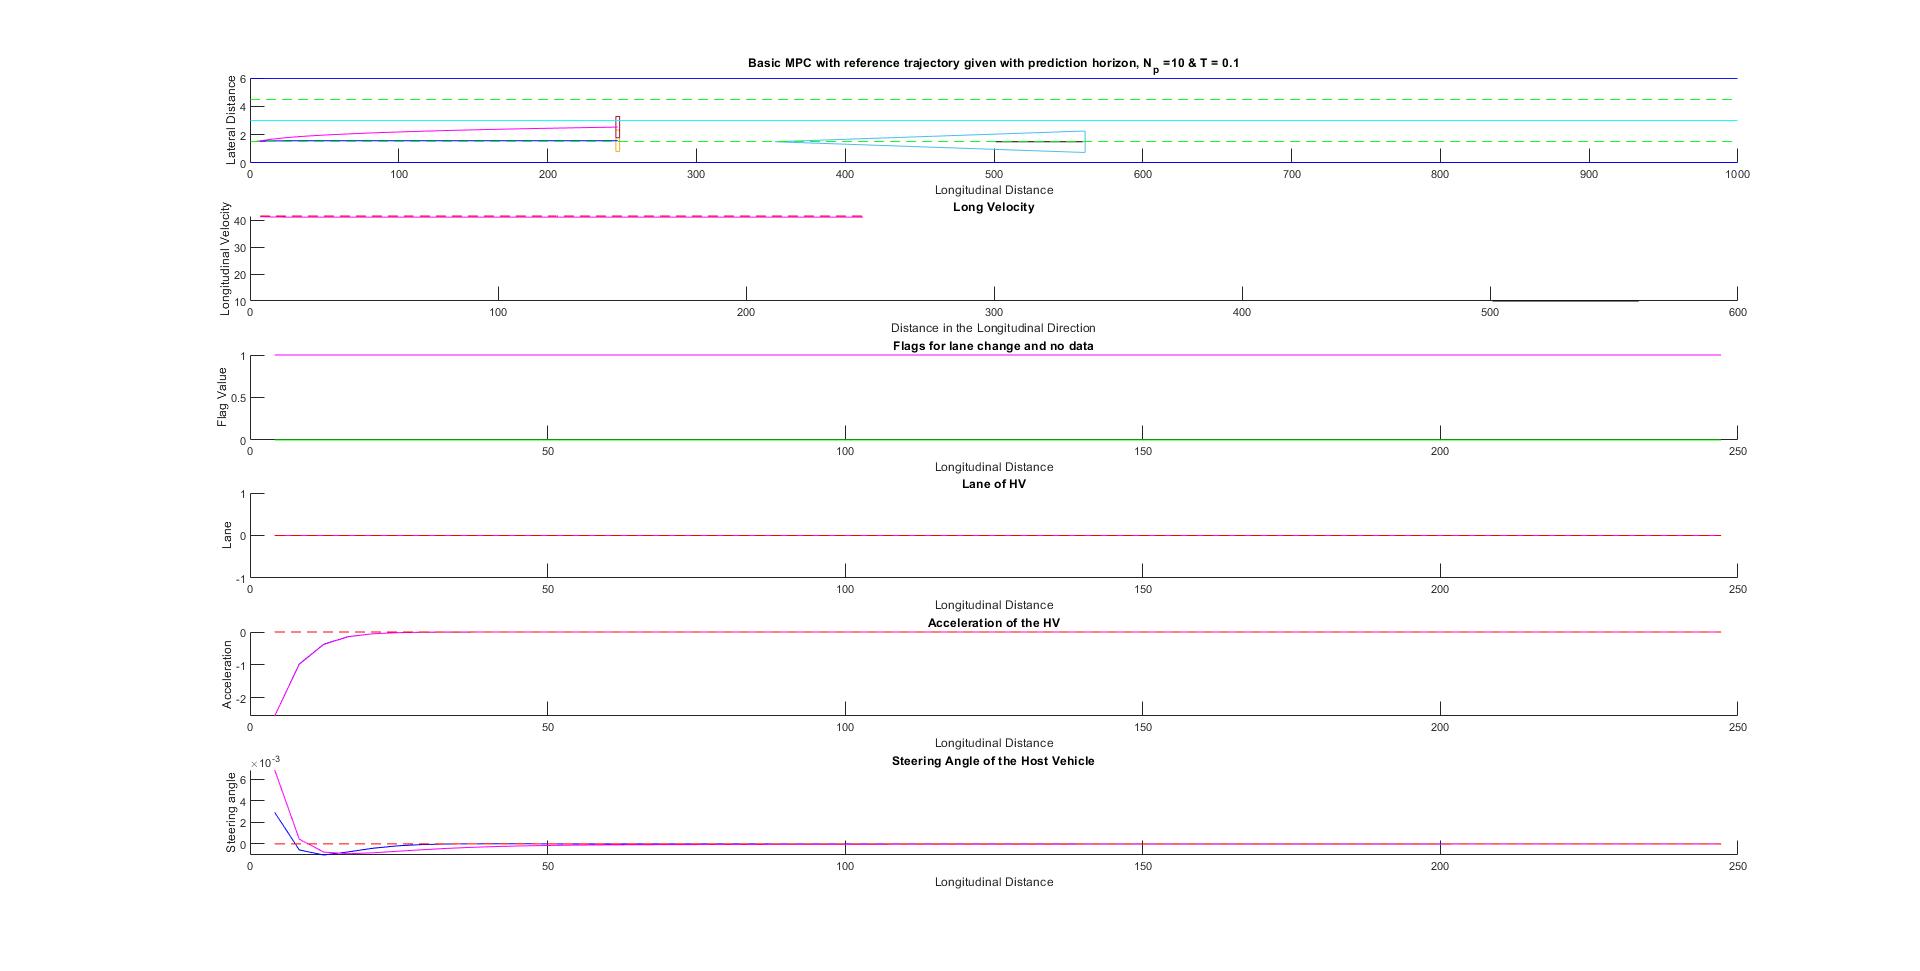 Basic MPC with reference trajectory given with prediction horizon, Np =10 & T = 0.1
Lateral Distance
6
4
2
0
0 100 200 300 400 500 600 700 800 900 1000
Longitudinal Distance
Long Velocity
Longitudinal Velocity
40
30
20
10
0 100 200 300 400 500 600
Distance in the Longitudinal Direction
Flags for lane change and no data
Flag Value
1
0.5
0
0 50 100 150 200 250
Longitudinal Distance
Lane of HV
Lane
1
0
-1
0 50 100 150 200 250
Longitudinal Distance
Acceleration of the HV
Acceleration
0
-1
-2
0 50 100 150 200 250
Longitudinal Distance
Steering Angle of the Host Vehicle
×10-3
Steering angle
6
4
2
0
0 50 100 150 200 250
Longitudinal Distance